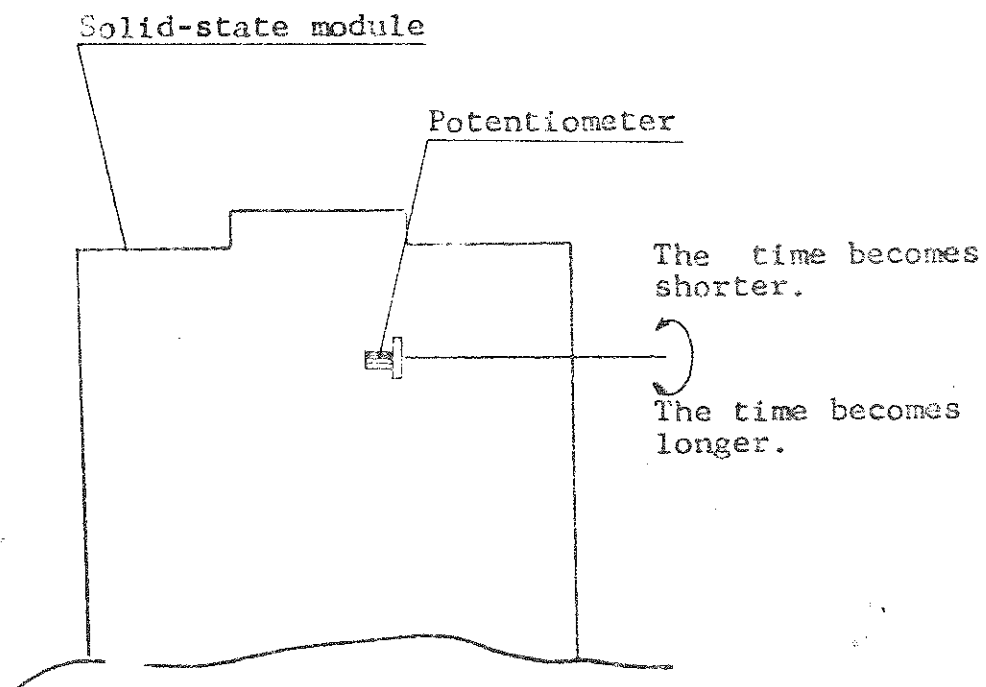 Solid-state module
Potentiometer
The time becomes
shorter.
The time becomes
longer.